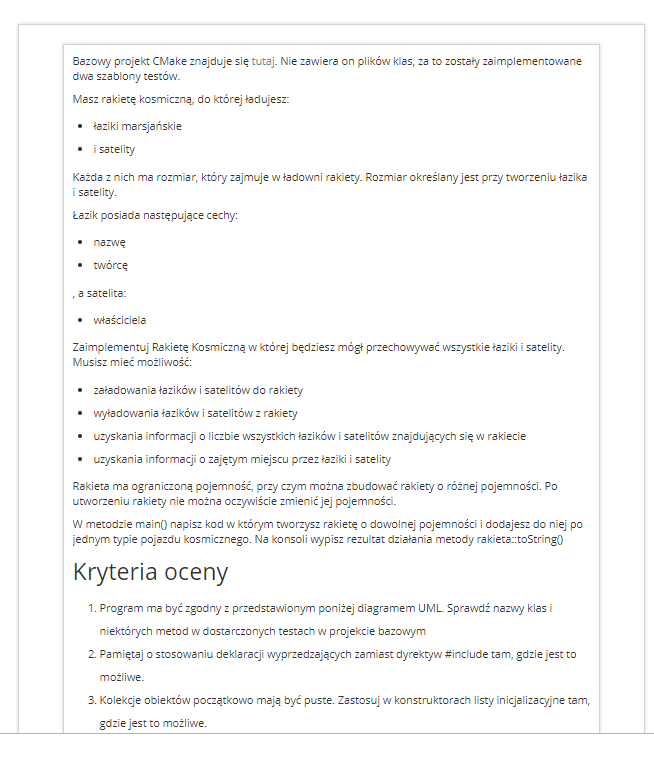 Bazowy projekt CMake znajduje się tutaj. Nie zawiera on plików klas, za to zostały zaimplementowane
dwa szablony testów.
Masz rakietę kosmiczną, do której ładujesz:
• łaziki marsjańskie
• i satelity
Każda z nich ma rozmiar, który zajmuje w ładowni rakiety. Rozmiar określany jest przy tworzeniu łazika
i satelity.
Łazik posiada następujące cechy:
• nazwę
• twórcę
, a satelita:
• właściciela
Zaimplementuj Rakietę Kosmiczną w której będziesz mógł przechowywać wszystkie łaziki i satelity.
Musisz mieć możliwość:
• załadowania łazików i satelitów do rakiety
• wyładowania łazików i satelitów z rakiety
• uzyskania informacji o liczbie wszystkich łazików i satelitów znajdujących się w rakiecie
• uzyskania informacji o zajętym miejscu przez łaziki i satelity
Rakieta ma ograniczoną pojemność, przy czym można zbudować rakiety o różnej pojemności. Po
utworzeniu rakiety nie można oczywiście zmienić jej pojemności.
W metodzie main() napisz kod w którym tworzysz rakietę o dowolnej pojemności i dodajesz do niej po
jednym typie pojazdu kosmicznego. Na konsoli wypisz rezultat działania metody rakieta::toString()
Kryteria oceny
1. Program ma być zgodny z przedstawionym poniżej diagramem UML. Sprawdź nazwy klas i
niektórych metod w dostarczonych testach w projekcie bazowym
2. Pamiętaj o stosowaniu deklaracji wyprzedzających zamiast dyrektyw #include tam, gdzie jest to
możliwe.
3. Kolekcje obiektów początkowo mają być puste. Zastosuj w konstruktorach listy inicjalizacyjne tam,
gdzie jest to możliwe.